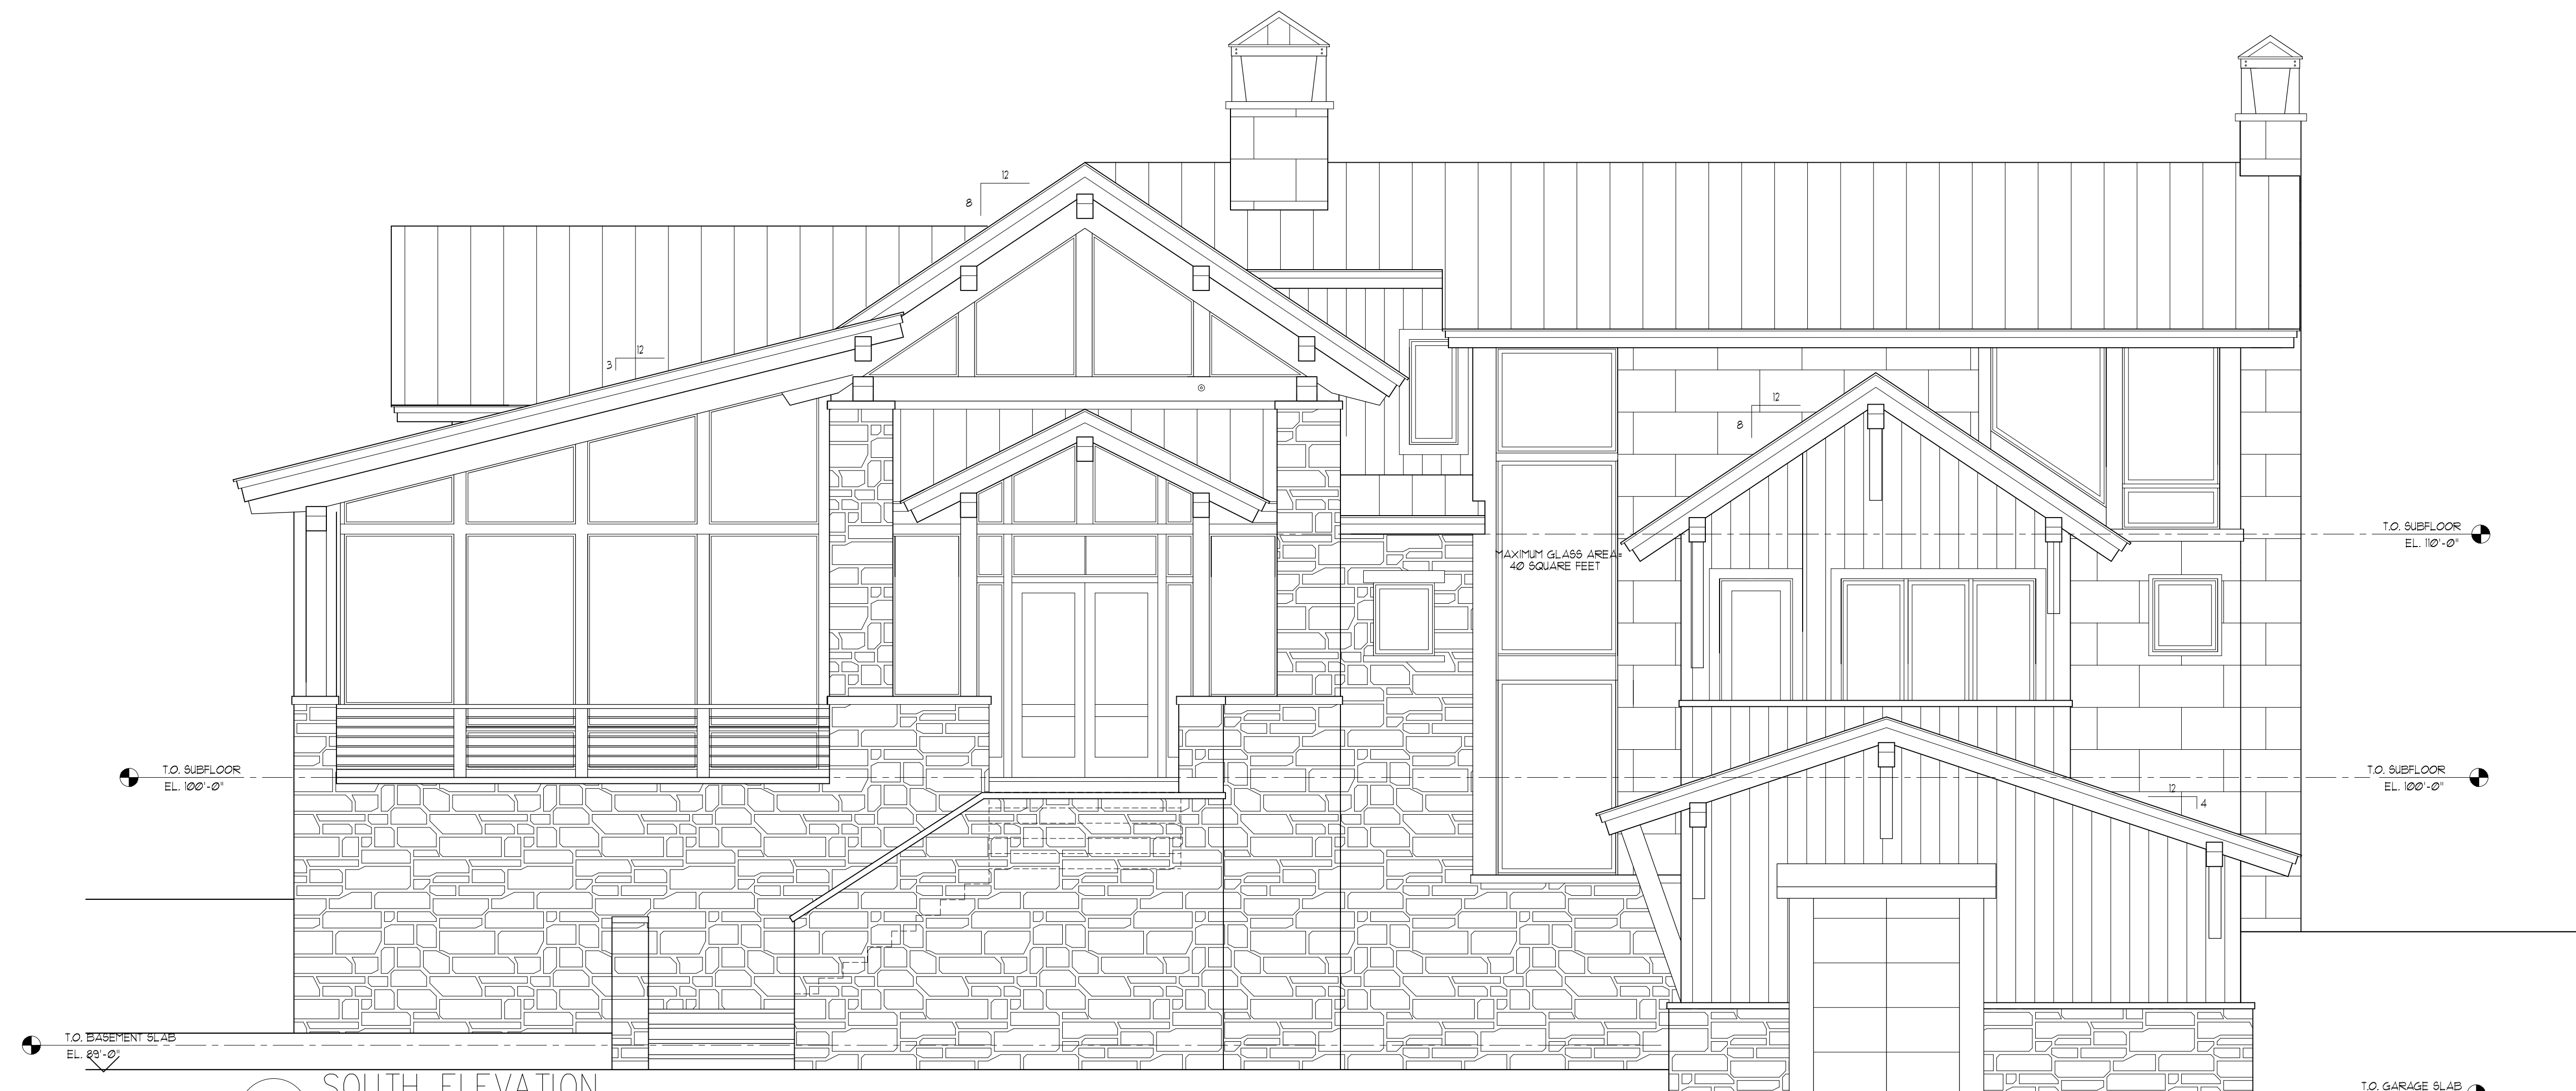 12
8
12
3
12
8
T.O. SUBFLOOR
EL. 110'-0"
MAXIMUM GLASS AREA=
40 SQUARE FEET
T.O. SUBFLOOR
EL. 100'-0"
T.O. SUBFLOOR
EL. 100'-0"
12
4
T.O. BASEMENT SLAB
EL. 89'-0"
SOUTH ELEVATION
T.O. GARAGE SLAB